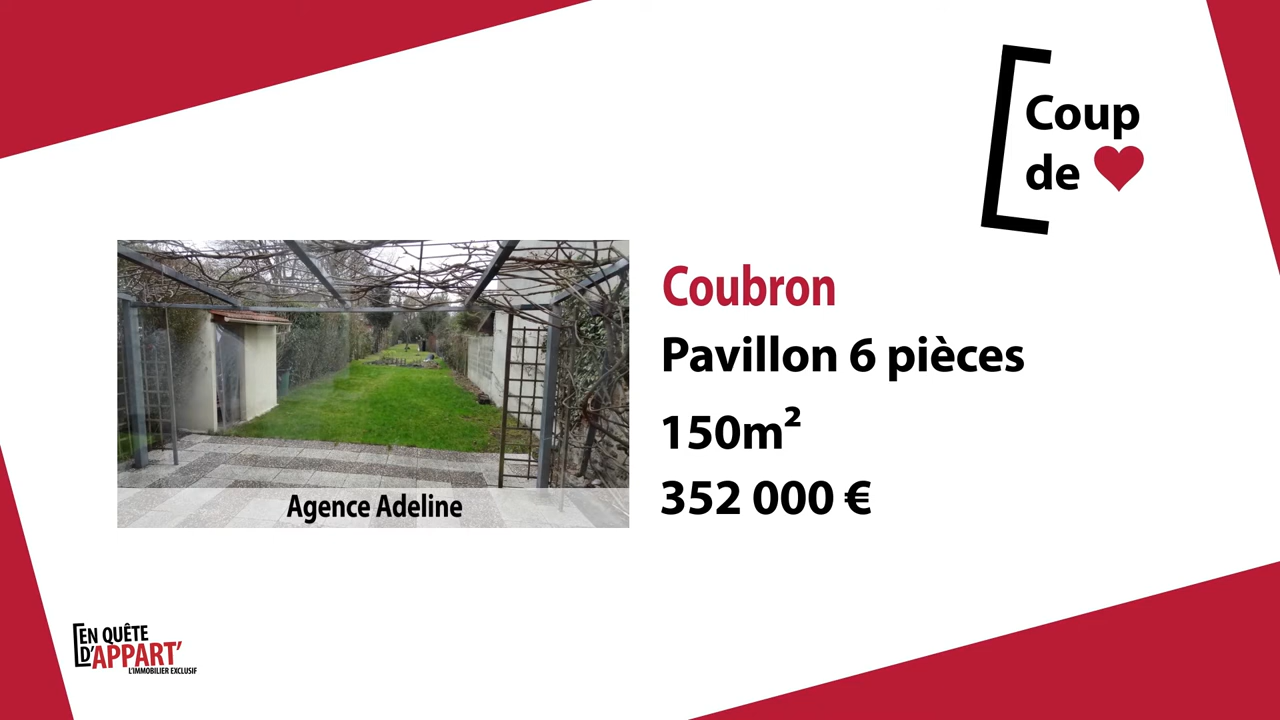 Coup
de
Coubron
Pavillon 6 pièces
150m²
352 000 €
Agence Adeline
EN QUÊTE
D'APPART'
L'IMMOBILIER EXCLUSIF